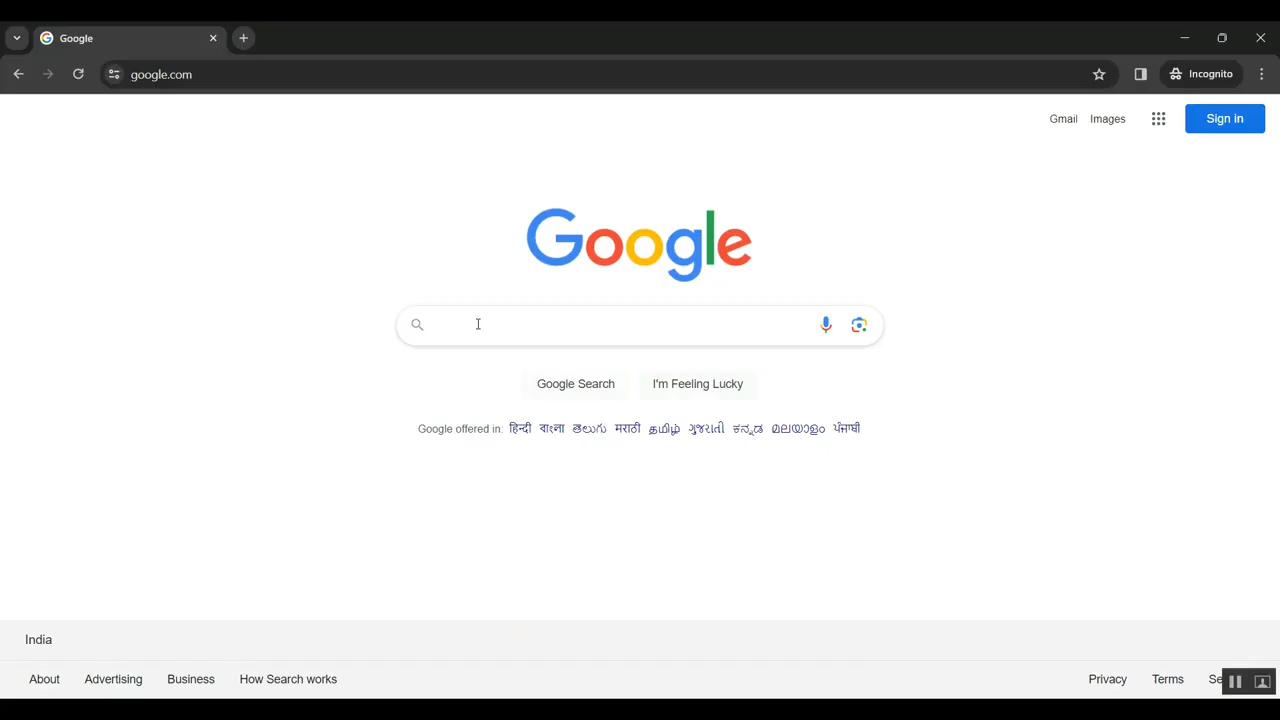 Google
google.com
Incognito
Gmail Images Sign in
Google
Google Search I'm Feeling Lucky
Google offered in: हिन्दी বাংলা తెలుగు मराठी தமிழ் ગુજરાતી ಕನ್ನಡ മലയാളം ਪੰਜਾਬੀ
India
About Advertising Business How Search works Privacy Terms Se